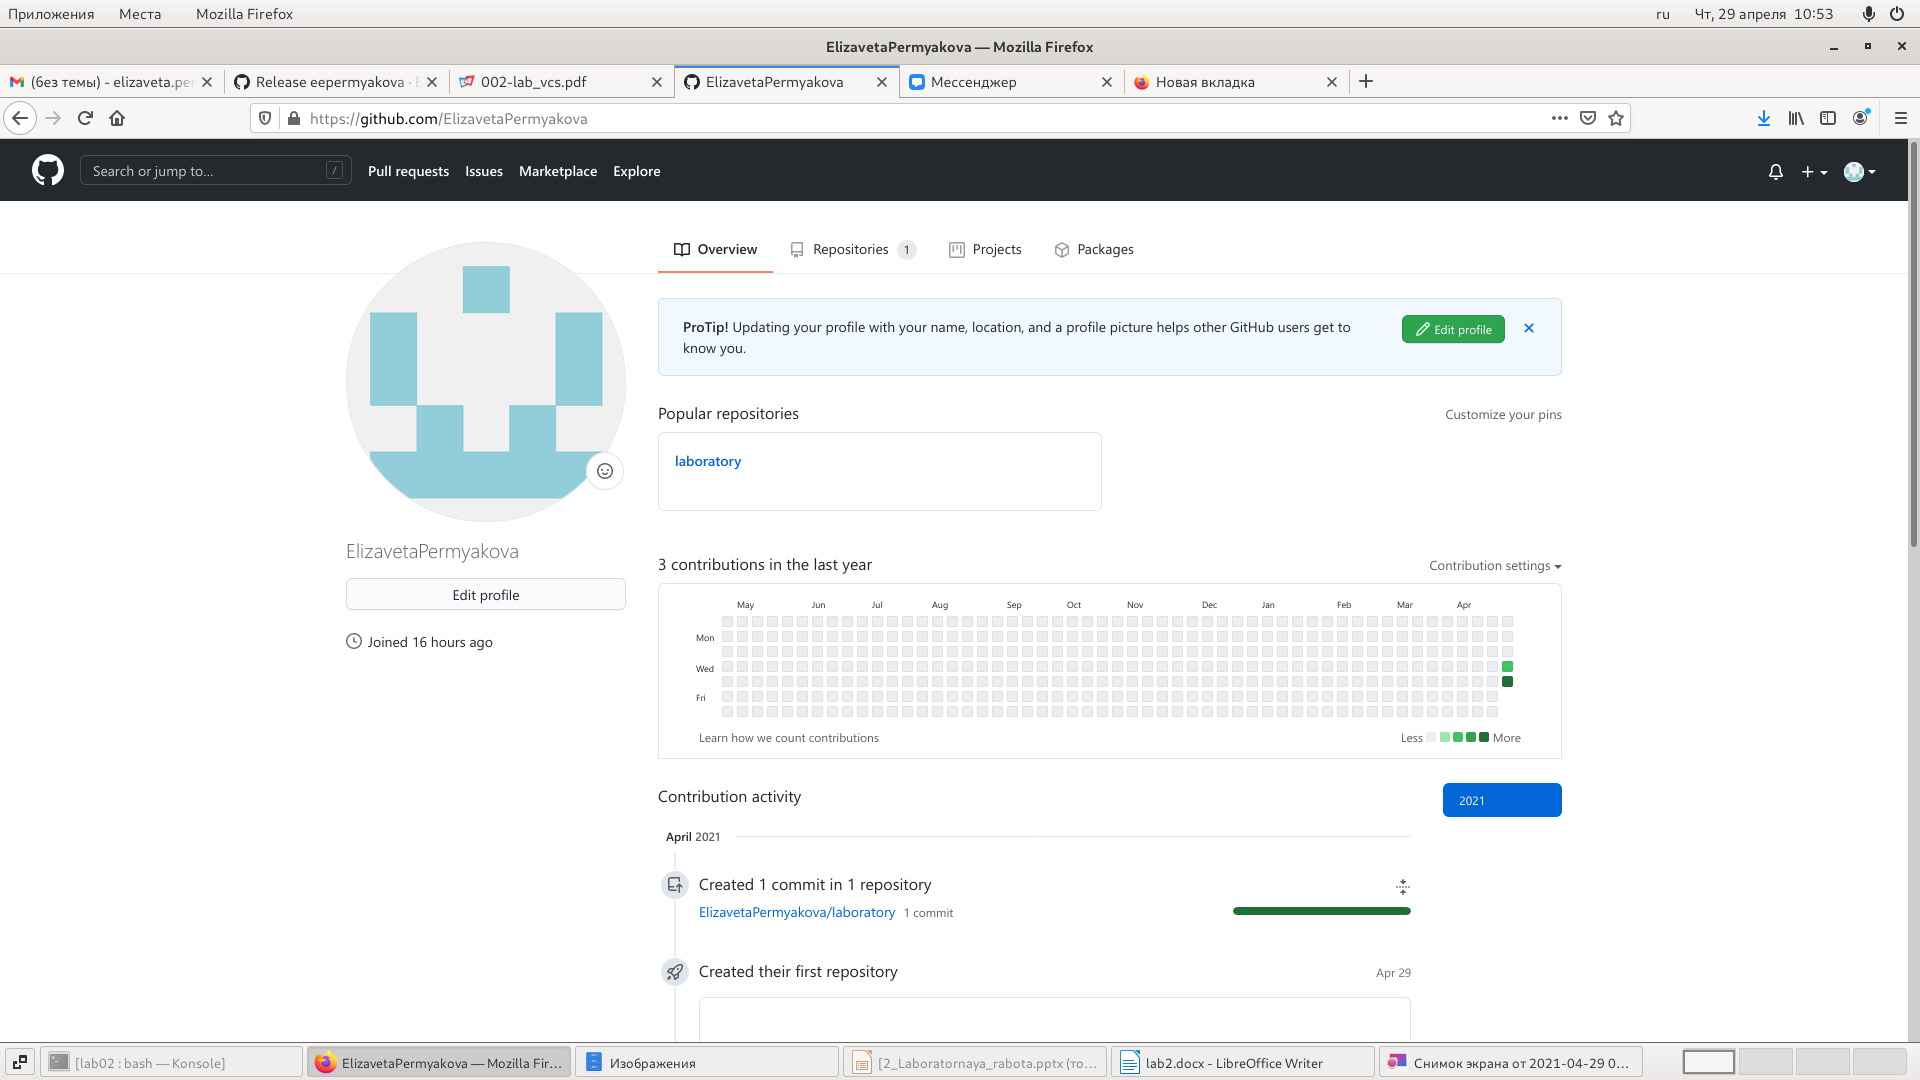 Приложения Места Mozilla Firefox ru Чт, 29 апреля 10:53
ElizavetaPermyakova — Mozilla Firefox
(без темы) - elizaveta.per Release eepermyakova · E 002-lab_vcs.pdf ElizavetaPermyakova Мессенджер Новая вкладка
https://github.com/ElizavetaPermyakova
Search or jump to... / Pull requests Issues Marketplace Explore
Overview Repositories 1 Projects Packages
ProTip! Updating your profile with your name, location, and a profile picture helps other GitHub users get to
know you.
Edit profile
Popular repositories Customize your pins
laboratory
ElizavetaPermyakova
Edit profile
Joined 16 hours ago
3 contributions in the last year Contribution settings
May Jun Jul Aug Sep Oct Nov Dec Jan Feb Mar Apr
Mon
Wed
Fri
Learn how we count contributions Less More
Contribution activity 2021
April 2021
Created 1 commit in 1 repository
ElizavetaPermyakova/laboratory 1 commit
Created their first repository Apr 29
[lab02 : bash — Konsole] ElizavetaPermyakova — Mozilla Fir... Изображения [2_Laboratornaya_rabota.pptx (то... lab2.docx - LibreOffice Writer Снимок экрана от 2021-04-29 0...